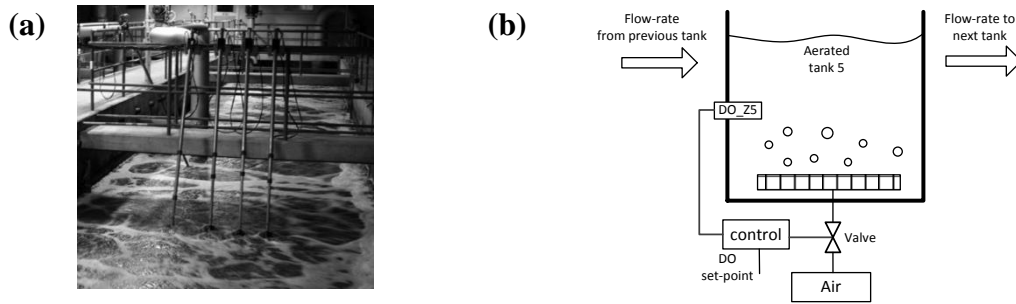 (a)
(b)
Flow-rate
from previous tank
Flow-rate to
next tank
Aerated
tank 5
DO_Z5
control
Valve
DO
set-point
Air